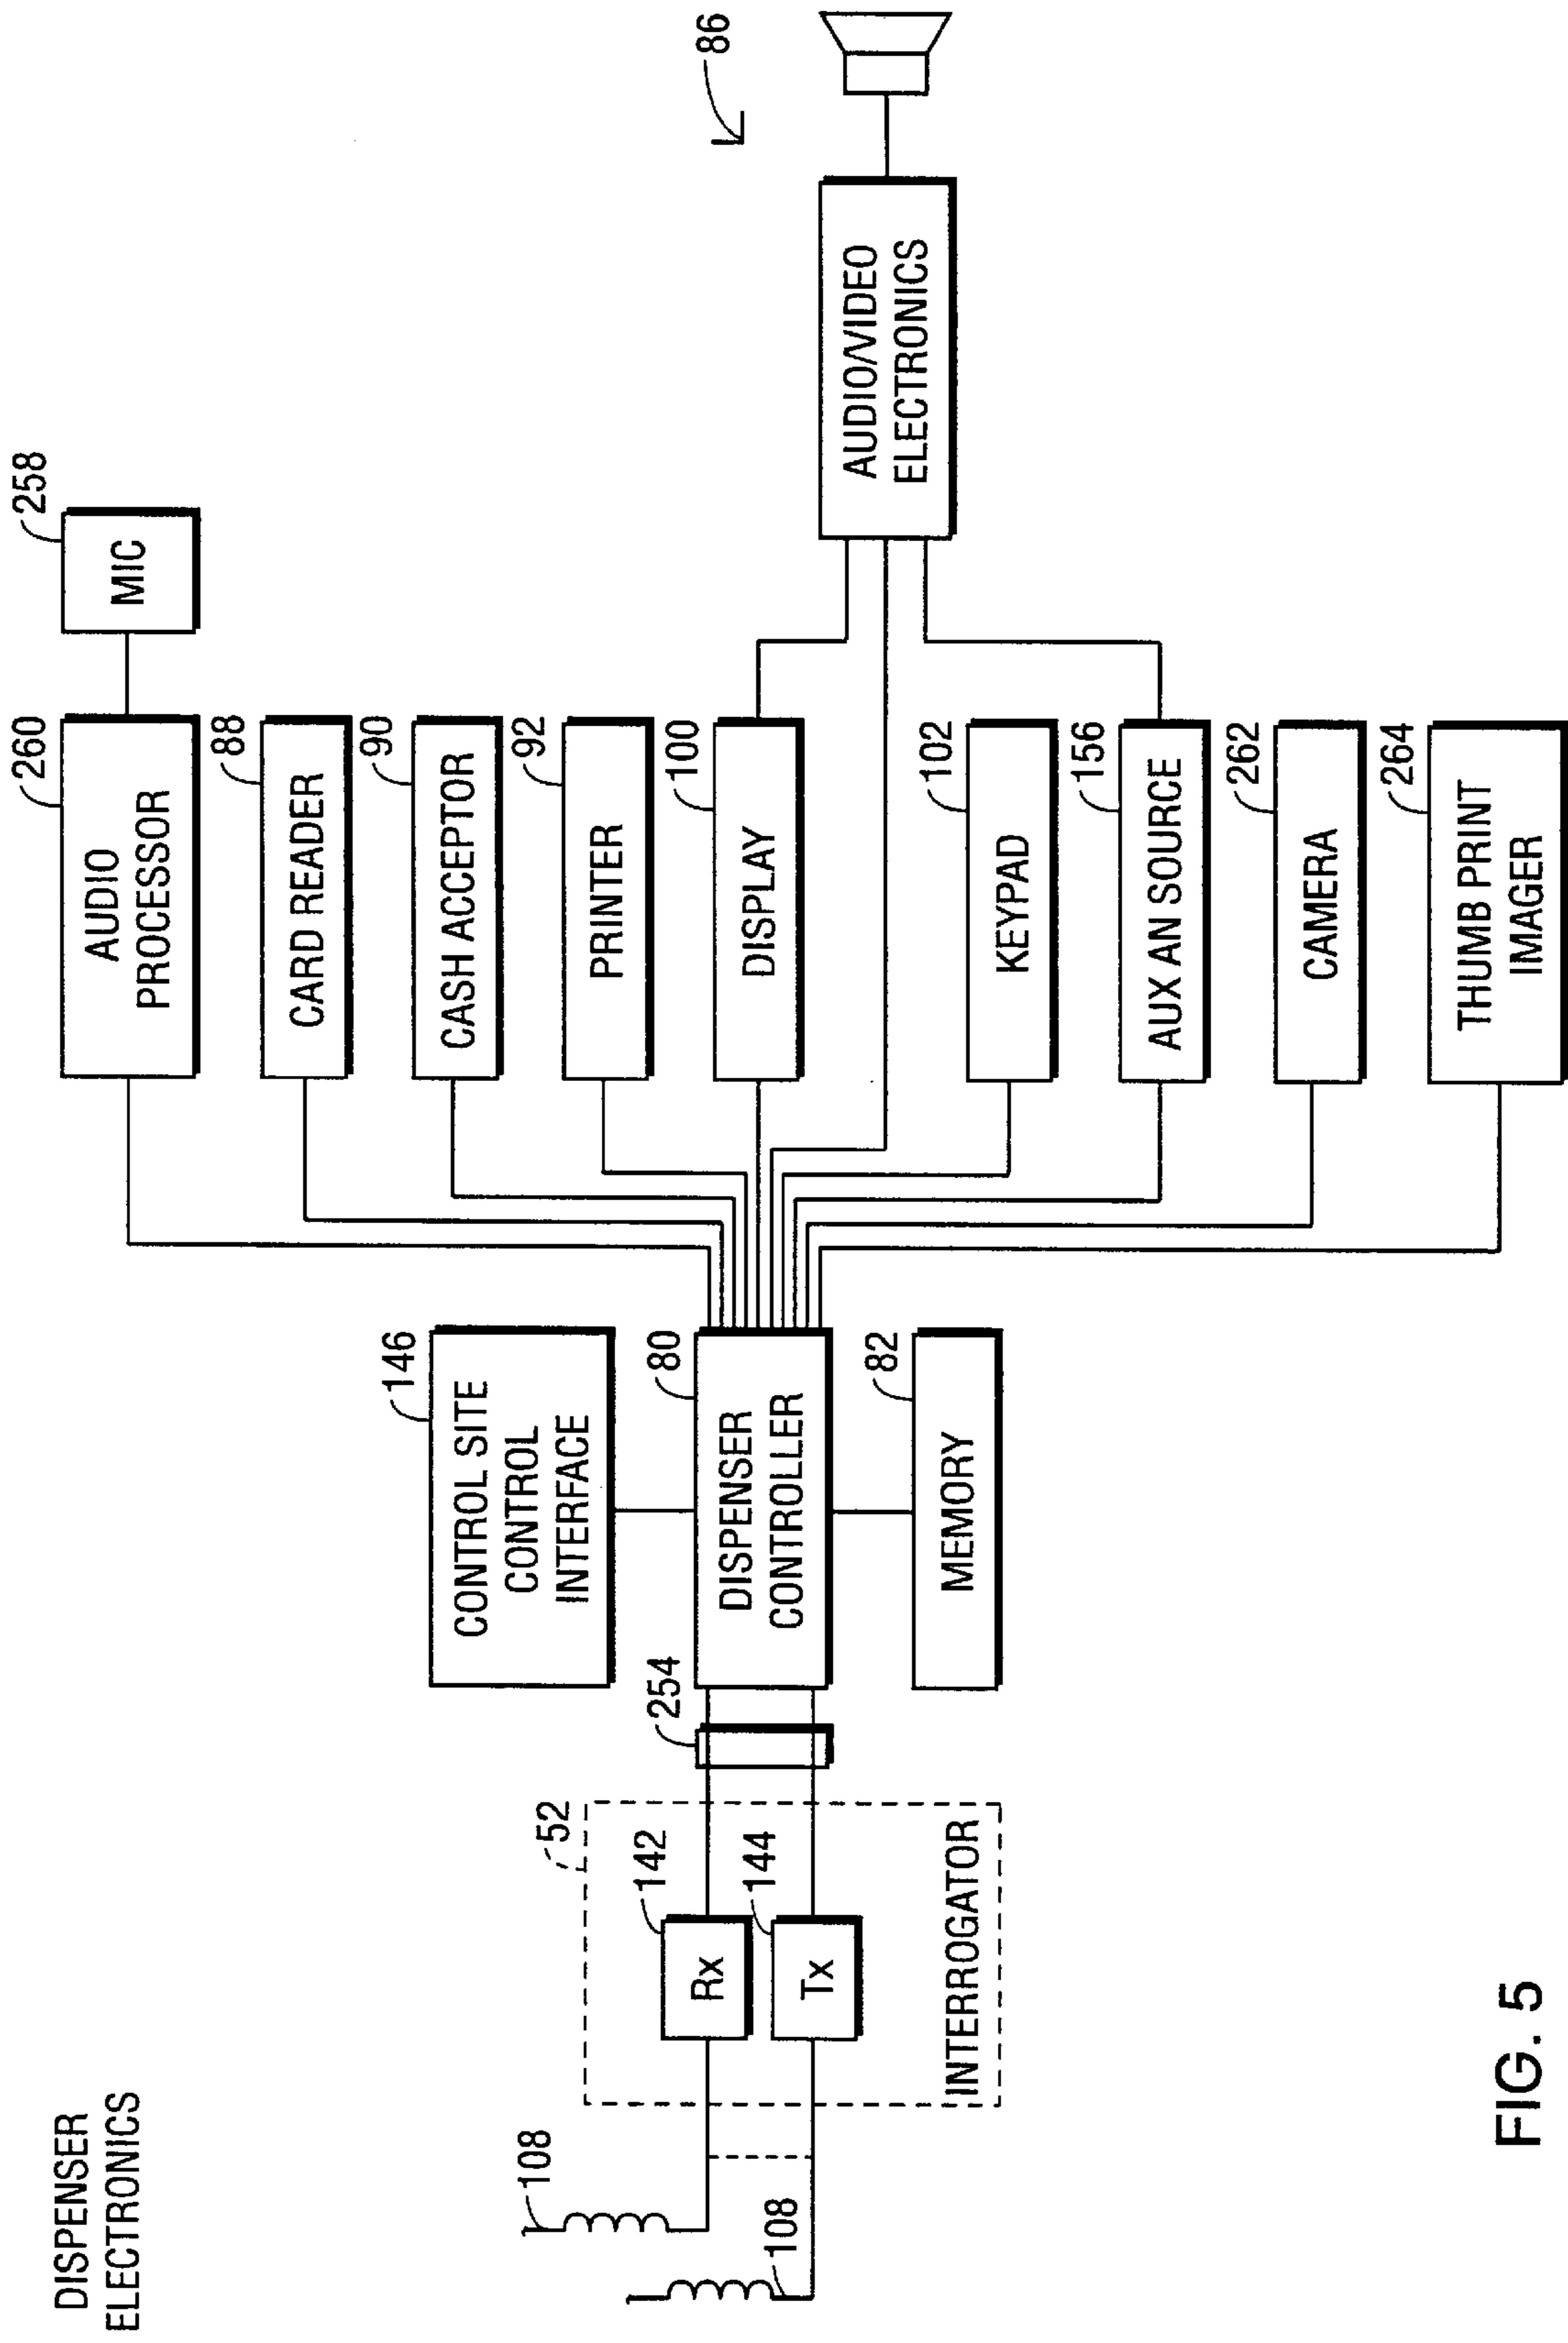 DISPENSER
ELECTRONICS
108
108
52
142
Rx
144
Tx
INTERROGATOR
254
146
CONTROL SITE
CONTROL
INTERFACE
80
DISPENSER
CONTROLLER
82
MEMORY
260
AUDIO
PROCESSOR
258
MIC
88
CARD READER
90
CASH ACCEPTOR
92
PRINTER
100
DISPLAY
102
KEYPAD
156
AUX AN SOURCE
262
CAMERA
264
THUMB PRINT
IMAGER
AUDIO/VIDEO
ELECTRONICS
86
FIG. 5